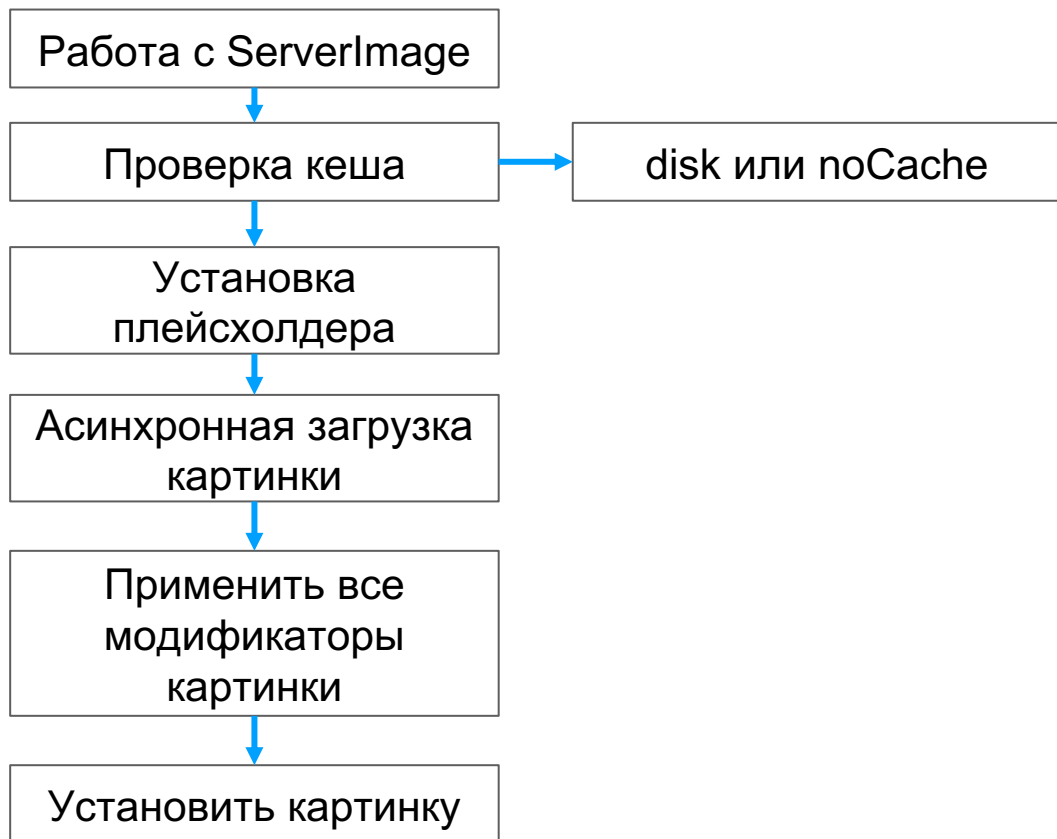 Работа с ServerImage
Проверка кеша
disk или noCache
Установка
плейсхолдера
Асинхронная загрузка
картинки
Применить все
модификаторы
картинки
Установить картинку